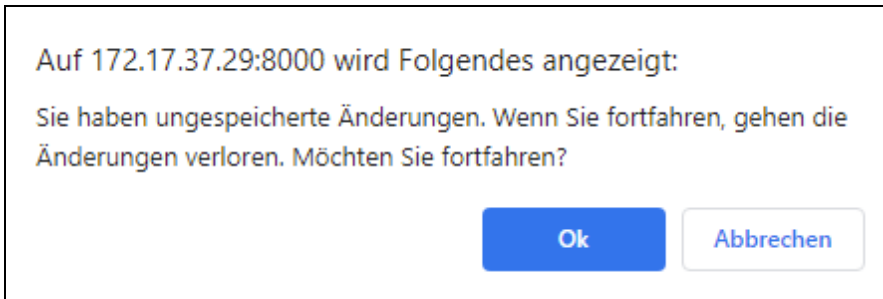 Auf 172.17.37.29:8000 wird Folgendes angezeigt:
Sie haben ungespeicherte Änderungen. Wenn Sie fortfahren, gehen die
Änderungen verloren. Möchten Sie fortfahren?
Ok
Abbrechen